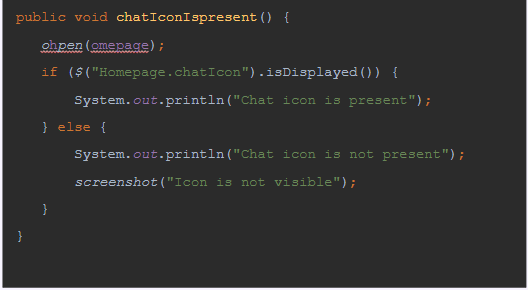 public void chatIconIspresent() {
ohpen(omepage);
if ($("Homepage.chatIcon").isDisplayed()) {
System.out.println("Chat icon is present");
} else {
System.out.println("Chat icon is not present");
screenshot("Icon is not visible");
}
}